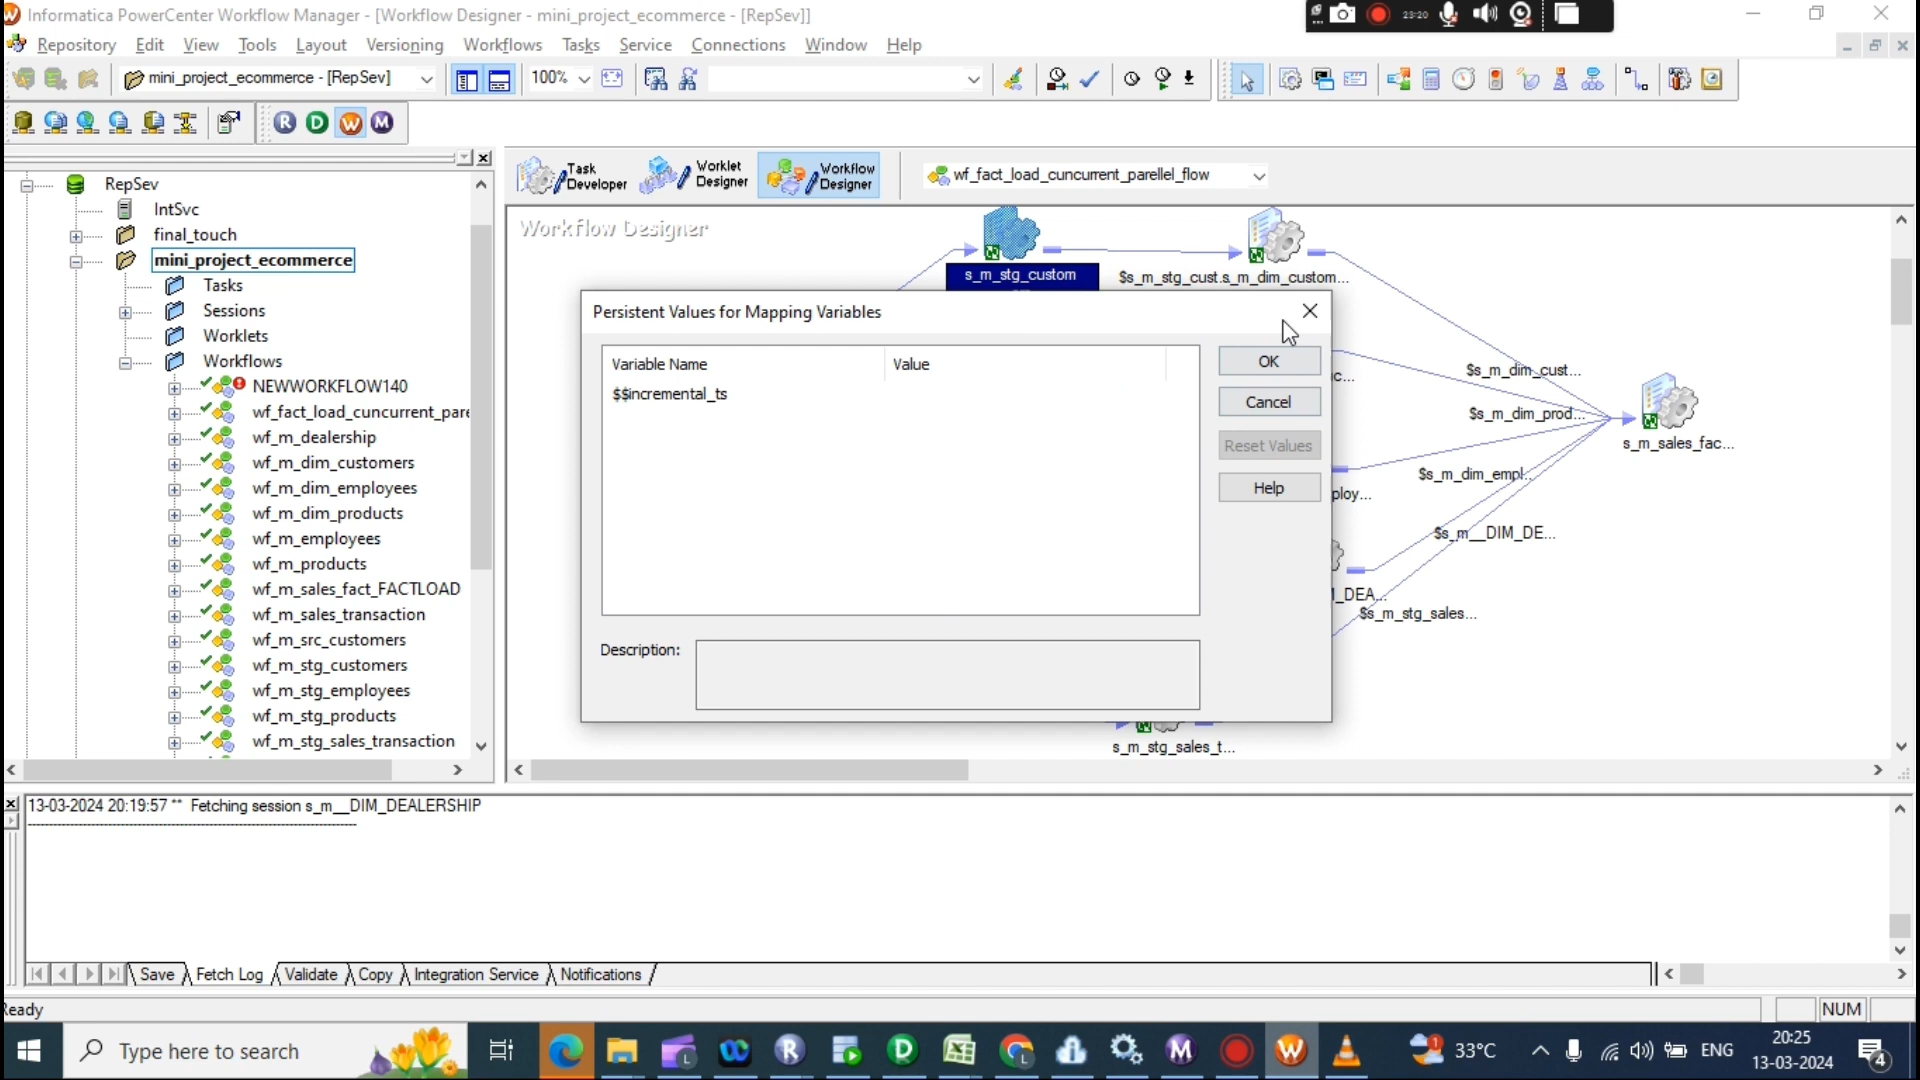 Informatica PowerCenter Workflow Manager - [Workflow Designer - mini_project_ecommerce - [RepSev]]
23:20
Repository Edit View Tools Layout Versioning Workflows Tasks Service Connections Window Help
mini_project_ecommerce - [RepSev]
100%
R D W M
Task Developer
Worklet Designer
Workflow Designer
wf_fact_load_cuncurrent_parellel_flow
RepSev
IntSvc
final_touch
mini_project_ecommerce
Tasks
Sessions
Worklets
Workflows
NEWWORKFLOW140
wf_fact_load_cuncurrent_pare
wf_m_dealership
wf_m_dim_customers
wf_m_dim_employees
wf_m_dim_products
wf_m_employees
wf_m_products
wf_m_sales_fact_FACTLOAD
wf_m_sales_transaction
wf_m_src_customers
wf_m_stg_customers
wf_m_stg_employees
wf_m_stg_products
wf_m_stg_sales_transaction
Workflow Designer
s_m_stg_custom
$s_m_stg_cust.
s_m_dim_custom...
Persistent Values for Mapping Variables
Variable Name Value
$$incremental_ts
OK
Cancel
Reset Values
Help
Description:
$s_m_dim_cust...
$s_m_dim_prod...
s_m_sales_fac...
$s_m_dim_empl...
ploy...
$s_m__DIM_DE...
$s_m_stg_sales...
s_m_stg_sales_t...
13-03-2024 20:19:57 ** Fetching session s_m__DIM_DEALERSHIP
Save Fetch Log Validate Copy Integration Service Notifications
Ready
NUM
Type here to search
33°C
ENG
20:25
13-03-2024
4